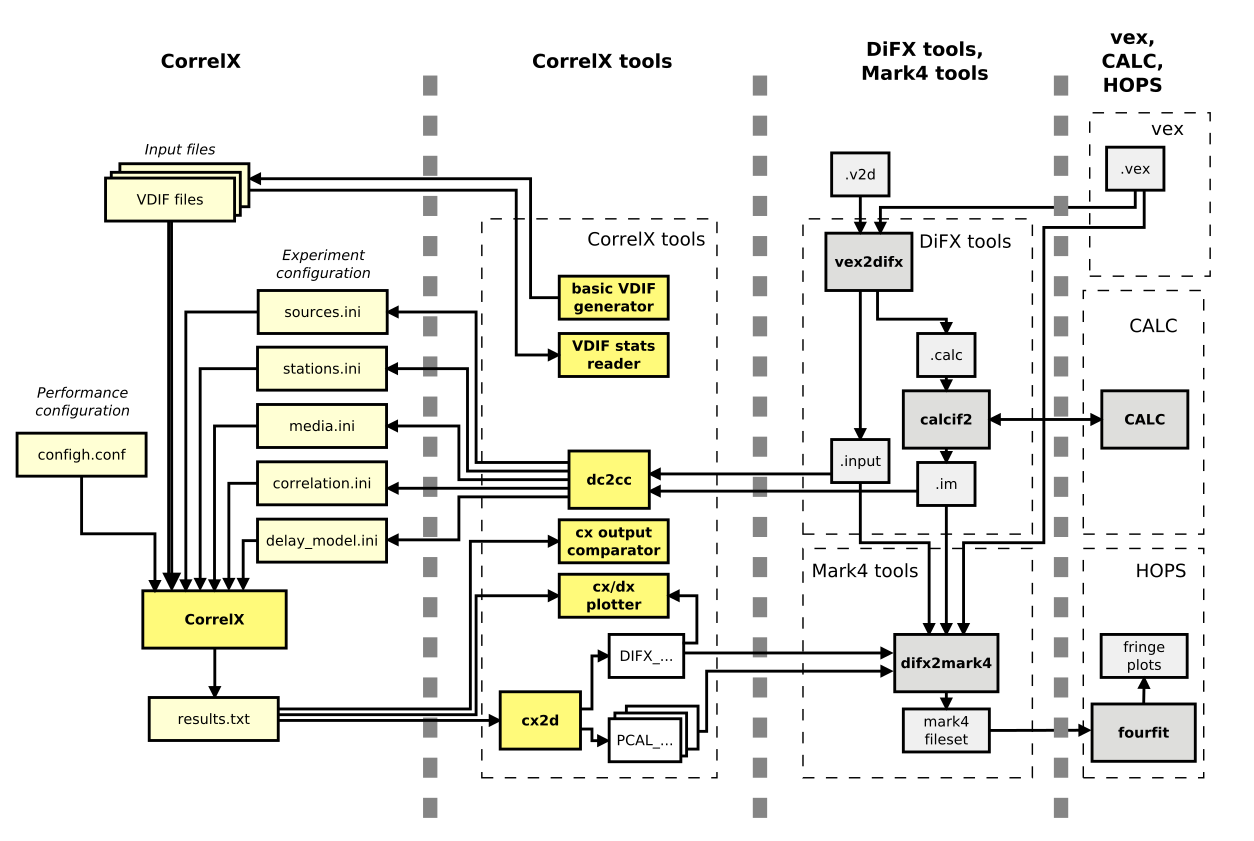 CorrelX
CorrelX tools
DiFX tools,
Mark4 tools
vex,
CALC,
HOPS
Input files
VDIF files
Experiment
configuration
sources.ini
stations.ini
media.ini
correlation.ini
delay_model.ini
Performance
configuration
configh.conf
CorrelX
results.txt
CorrelX tools
basic VDIF
generator
VDIF stats
reader
dc2cc
cx output
comparator
cx/dx
plotter
DIFX_...
cx2d
PCAL_...
.v2d
DiFX tools
vex2difx
.calc
calcif2
.input
.im
Mark4 tools
difx2mark4
mark4
fileset
vex
.vex
CALC
CALC
HOPS
fringe
plots
fourfit